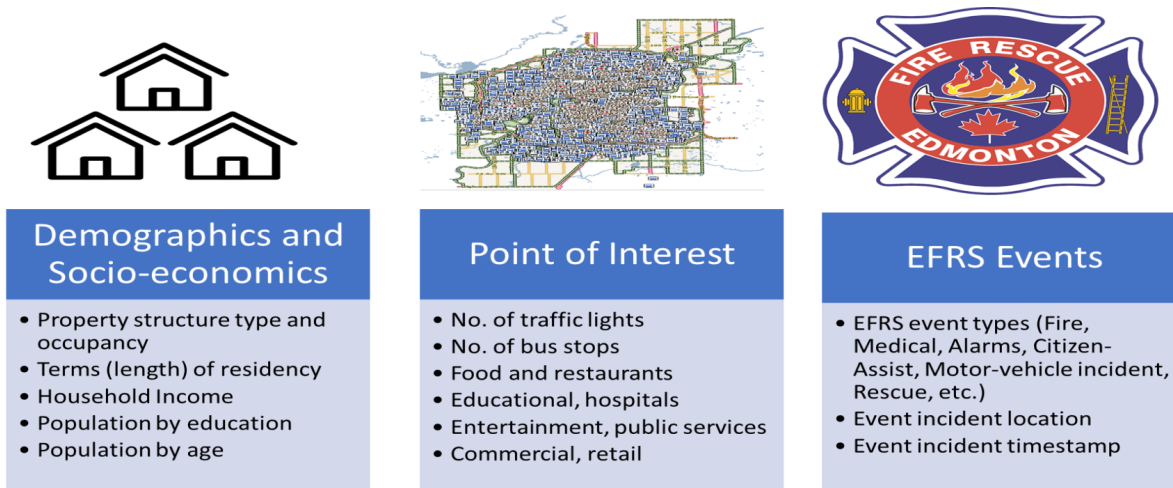 FIRE RESCUE
EDMONTON
Demographics and
Socio-economics
• Property structure type and
occupancy
• Terms (length) of residency
• Household Income
• Population by education
• Population by age
Point of Interest
• No. of traffic lights
• No. of bus stops
• Food and restaurants
• Educational, hospitals
• Entertainment, public services
• Commercial, retail
EFRS Events
• EFRS event types (Fire,
Medical, Alarms, Citizen-
Assist, Motor-vehicle incident,
Rescue, etc.)
• Event incident location
• Event incident timestamp